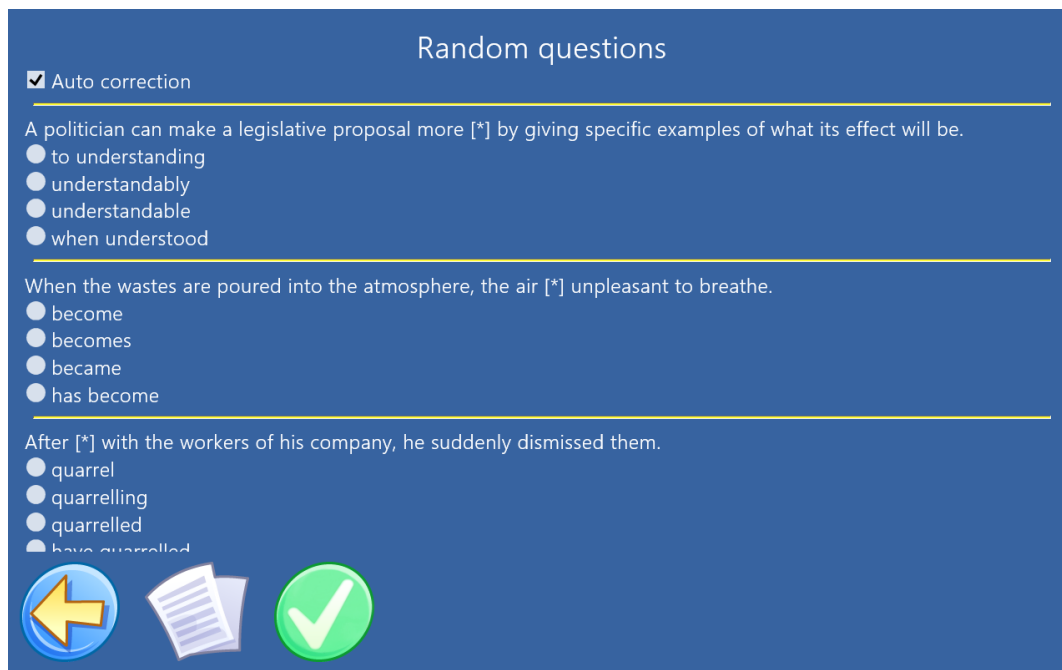 Random questions
Auto correction
A politician can make a legislative proposal more [*] by giving specific examples of what its effect will be.
to understanding
understandably
understandable
when understood
When the wastes are poured into the atmosphere, the air [*] unpleasant to breathe.
become
becomes
became
has become
After [*] with the workers of his company, he suddenly dismissed them.
quarrel
quarrelling
quarrelled
have quarrelled